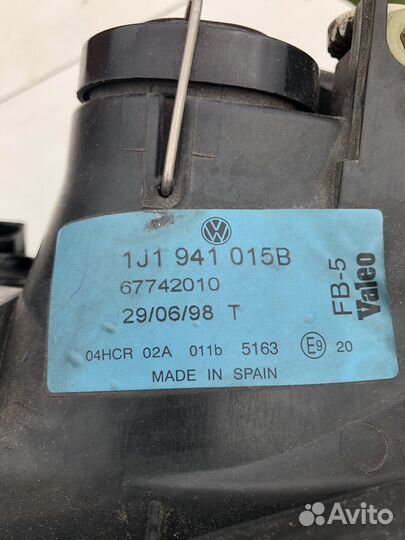 1J1 941 015B
67742010
29/06/98 T
04HCR 02A 011b 5163 E9 20
MADE IN SPAIN
FB-5
Valeo
Avito